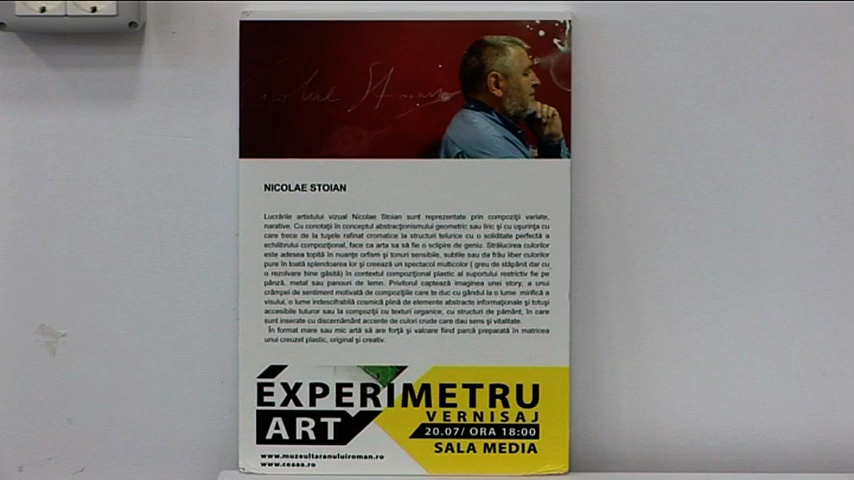 Nicolae Stoian
NICOLAE STOIAN
Lucrările artistului vizual Nicolae Stoian sunt reprezentate prin compoziții variate,
narative. Cu conotații în conceptul abstracționismului geometric sau liric și cu ușurința cu
care trece de la tușele rafinat cromatice la structuri telurice cu o soliditate perfectă a
echilibrului compozițional, face ca arta sa să fie o sclipire de geniu. Strălucirea culorilor
este adesea topită în nuanțe orfism și tonuri sensibile, subtile sau da frâu liber culorilor
pure în toată splendoarea lor și creează un spectacol multicolor ( greu de stăpânit dar cu
o rezolvare bine găsită) în contextul compozițional plastic al suportului restrictiv fie pe
pânză, metal sau panouri de lemn. Privitorul captează imaginea unei story, a unui
crâmpei de sentiment motivată de compozițiile care te duc cu gândul la o lume mirifică a
visului, o lume indescifrabilă cosmică plină de elemente abstracte informaționale și totuși
accesibile tuturor sau la compoziții cu texturi organice, cu structuri de pământ, în care
sunt inserate cu discernământ accente de culori crude care dau sens și vitalitate.
În format mare sau mic artă să are forță și valoare fiind parcă preparată în matricea
unui creuzet plastic, original și creativ.
EXPERIMETRU
ART
VERNISAJ
20.07/ ORA 18:00
SALA MEDIA
www.muzeultaranuluiroman.ro
www.ceaaa.ro